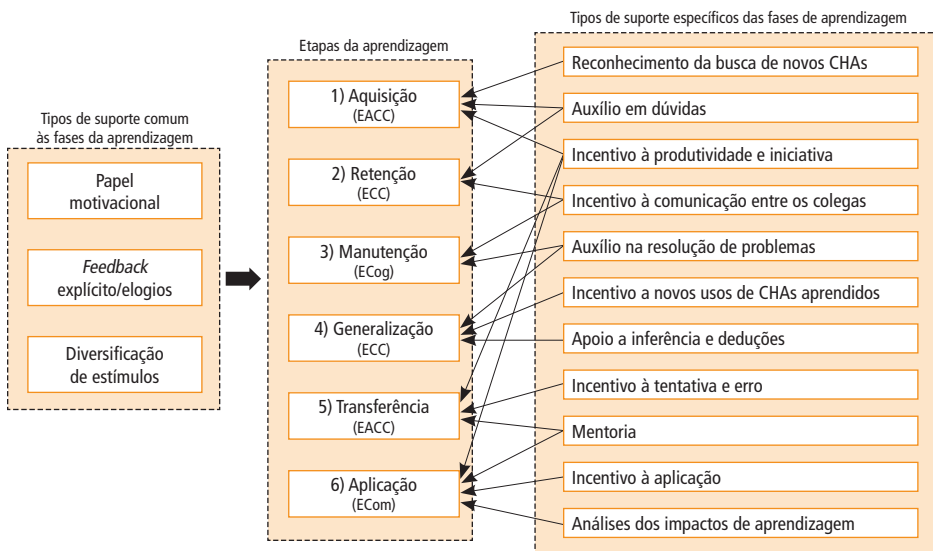 Tipos de suporte comum
às fases da aprendizagem
Papel
motivacional
Feedback
explícito/elogios
Diversificação
de estímulos
Etapas da aprendizagem
1) Aquisição
(EACC)
2) Retenção
(ECC)
3) Manutenção
(ECog)
4) Generalização
(ECC)
5) Transferência
(EACC)
6) Aplicação
(ECom)
Tipos de suporte específicos das fases de aprendizagem
Reconhecimento da busca de novos CHAs
Auxílio em dúvidas
Incentivo à produtividade e iniciativa
Incentivo à comunicação entre os colegas
Auxílio na resolução de problemas
Incentivo a novos usos de CHAs aprendidos
Apoio a inferência e deduções
Incentivo à tentativa e erro
Mentoria
Incentivo à aplicação
Análises dos impactos de aprendizagem